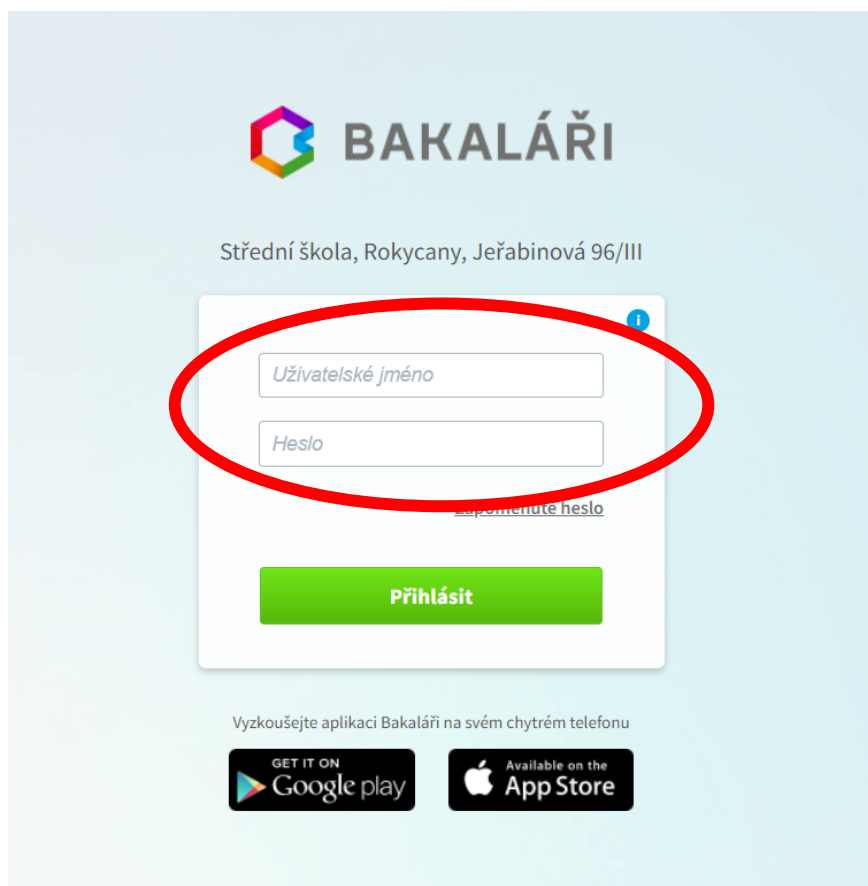 BAKALÁŘI
Střední škola, Rokycany, Jeřabinová 96/III
i
Uživatelské jméno
Heslo
Zapomenuté heslo
Přihlásit
Vyzkoušejte aplikaci Bakaláři na svém chytrém telefonu
GET IT ON
Google play
Available on the
App Store